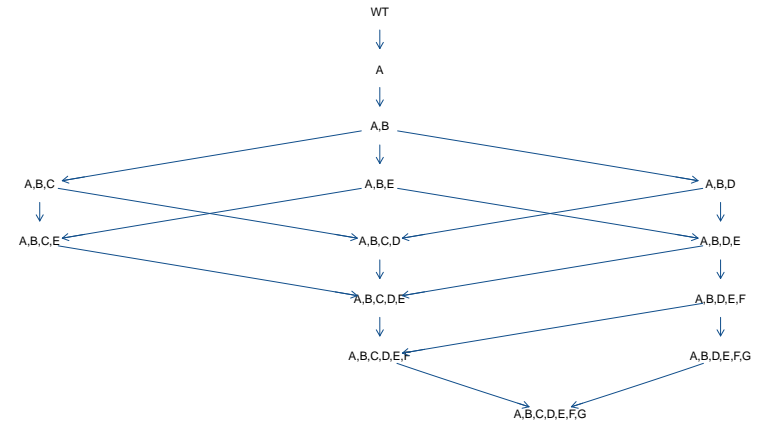 WT
A
A,B
A,B,C
A,B,E
A,B,D
A,B,C,E
A,B,C,D
A,B,D,E
A,B,C,D,E
A,B,D,E,F
A,B,C,D,E,F
A,B,D,E,F,G
A,B,C,D,E,F,G